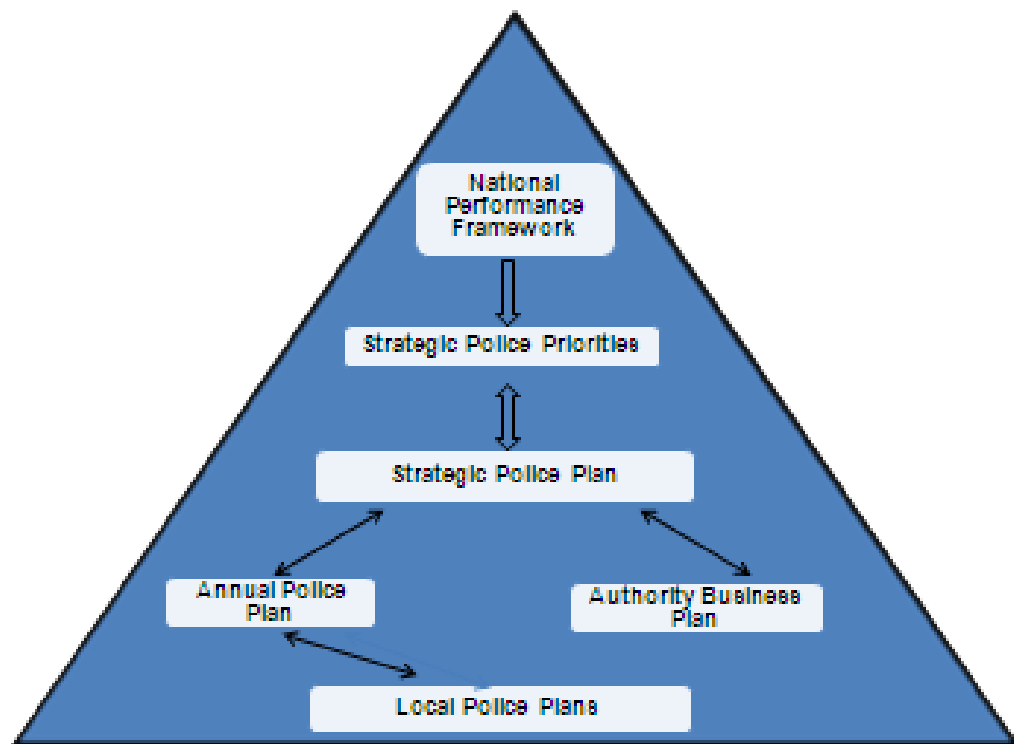 National
Performance
Framework
Strategic Police Priorities
Strategic Police Plan
Annual Police
Plan
Authority Business
Plan
Local Police Plans